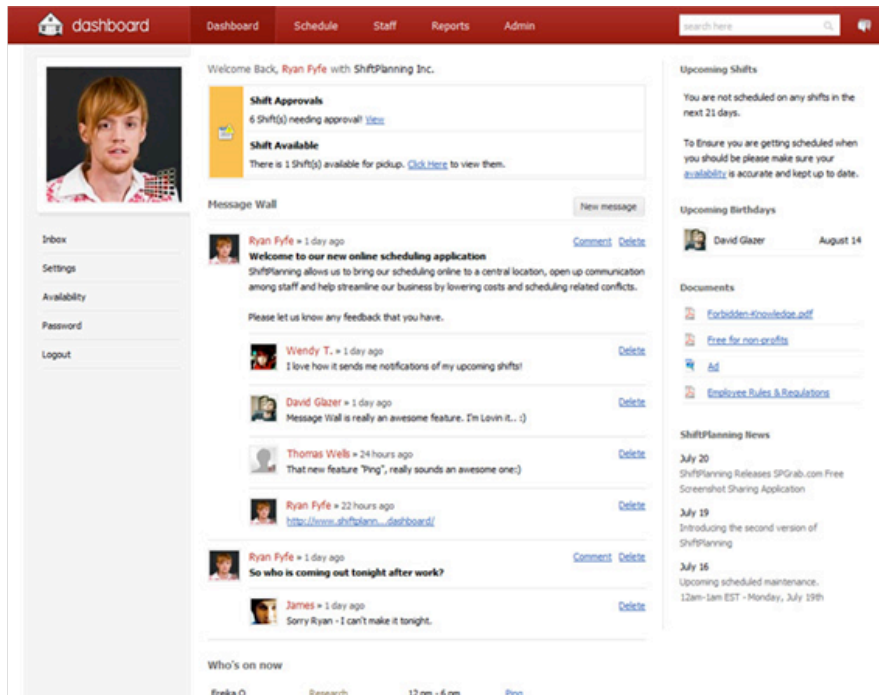 dashboard
Dashboard Schedule Staff Reports Admin
search here
Inbox
Settings
Availability
Password
Logout
Welcome Back, Ryan Fyfe with ShiftPlanning Inc.
Shift Approvals
6 Shift(s) needing approval! View
Shift Available
There is 1 Shift(s) available for pickup. Click Here to view them.
Message Wall
New message
Ryan Fyfe » 1 day ago
Comment Delete
Welcome to our new online scheduling application
ShiftPlanning allows us to bring our scheduling online to a central location, open up communication
among staff and help streamline our business by lowering costs and scheduling related conflicts.
Please let us know any feedback that you have.
Wendy T. » 1 day ago
Delete
I love how it sends me notifications of my upcoming shifts!
David Glazer » 1 day ago
Delete
Message Wall is really an awesome feature. I'm Lovin it.. :)
Thomas Wells » 24 hours ago
Delete
That new feature "Ping", really sounds an awesome one:)
Ryan Fyfe » 22 hours ago
Delete
http://www.shiftplann...dashboard/
Ryan Fyfe » 1 day ago
Comment Delete
So who is coming out tonight after work?
James » 1 day ago
Delete
Sorry Ryan - I can't make it tonight.
Who's on now
Erejka O. Research 12 pm - 6 pm Ping
Upcoming Shifts
You are not scheduled on any shifts in the
next 21 days.
To Ensure you are getting scheduled when
you should be please make sure your
availability is accurate and kept up to date.
Upcoming Birthdays
David Glazer August 14
Documents
Forbidden-Knowledge.pdf
Free for non-profits
Ad
Employee Rules & Regulations
ShiftPlanning News
July 20
ShiftPlanning Releases SPGrab.com Free
Screenshot Sharing Application
July 19
Introducing the second version of
ShiftPlanning
July 16
Upcoming scheduled maintenance.
12am-1am EST - Monday, July 19th